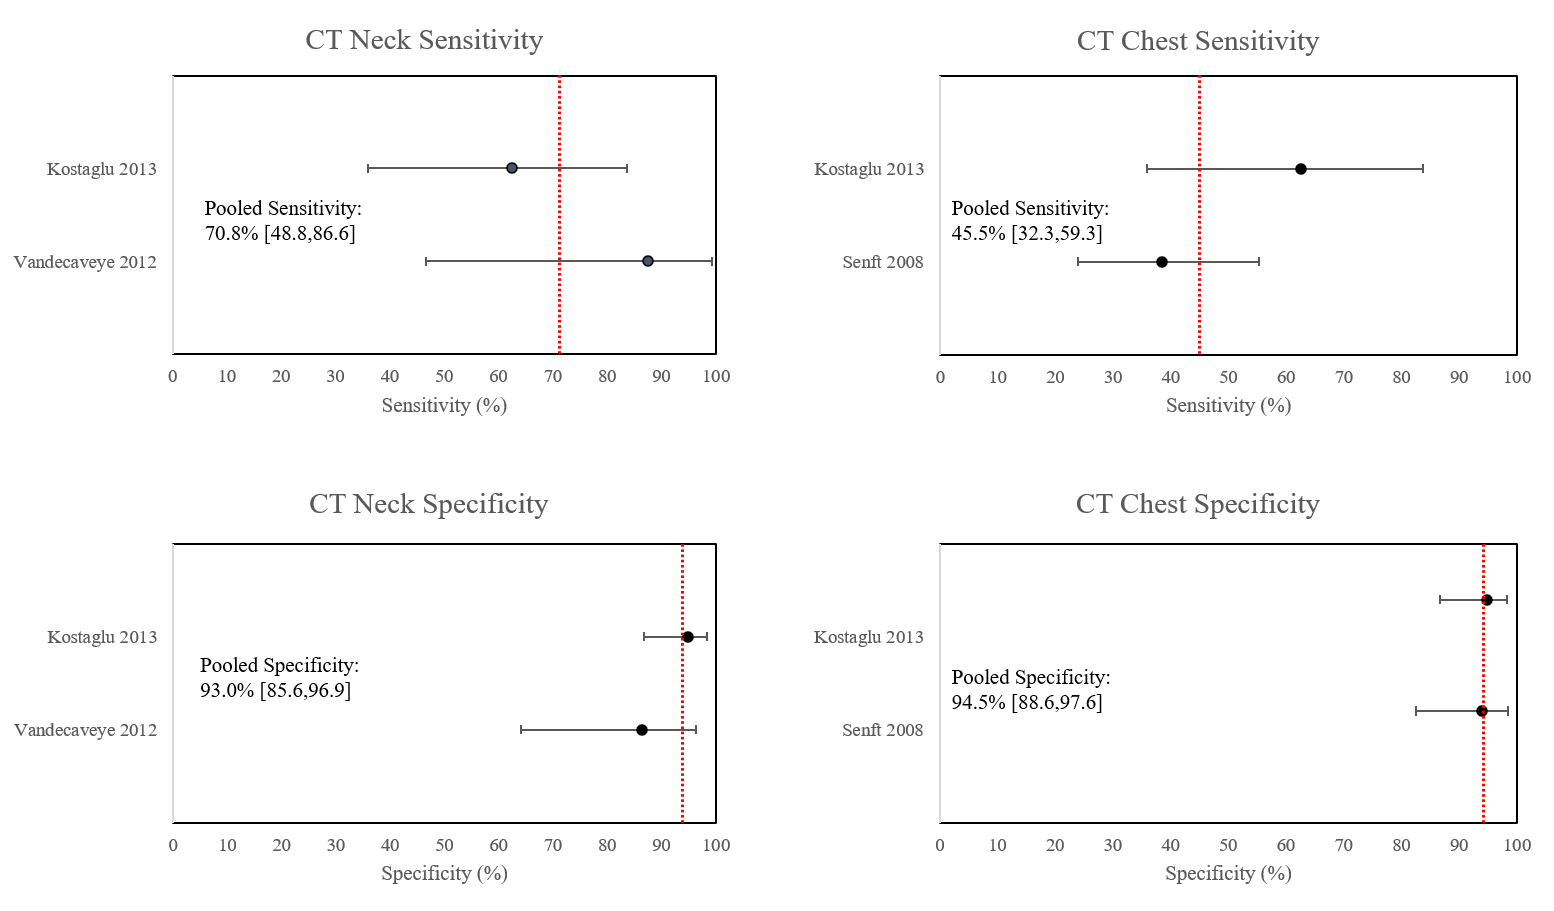 CT Neck Sensitivity
Kostaglu 2013
Pooled Sensitivity:
70.8% [48.8,86.6]
Vandecaveye 2012
0 10 20 30 40 50 60 70 80 90 100
Sensitivity (%)
CT Chest Sensitivity
Kostaglu 2013
Pooled Sensitivity:
45.5% [32.3,59.3]
Senft 2008
0 10 20 30 40 50 60 70 80 90 100
Sensitivity (%)
CT Neck Specificity
Kostaglu 2013
Pooled Specificity:
93.0% [85.6,96.9]
Vandecaveye 2012
0 10 20 30 40 50 60 70 80 90 100
Specificity (%)
CT Chest Specificity
Kostaglu 2013
Pooled Specificity:
94.5% [88.6,97.6]
Senft 2008
0 10 20 30 40 50 60 70 80 90 100
Specificity (%)